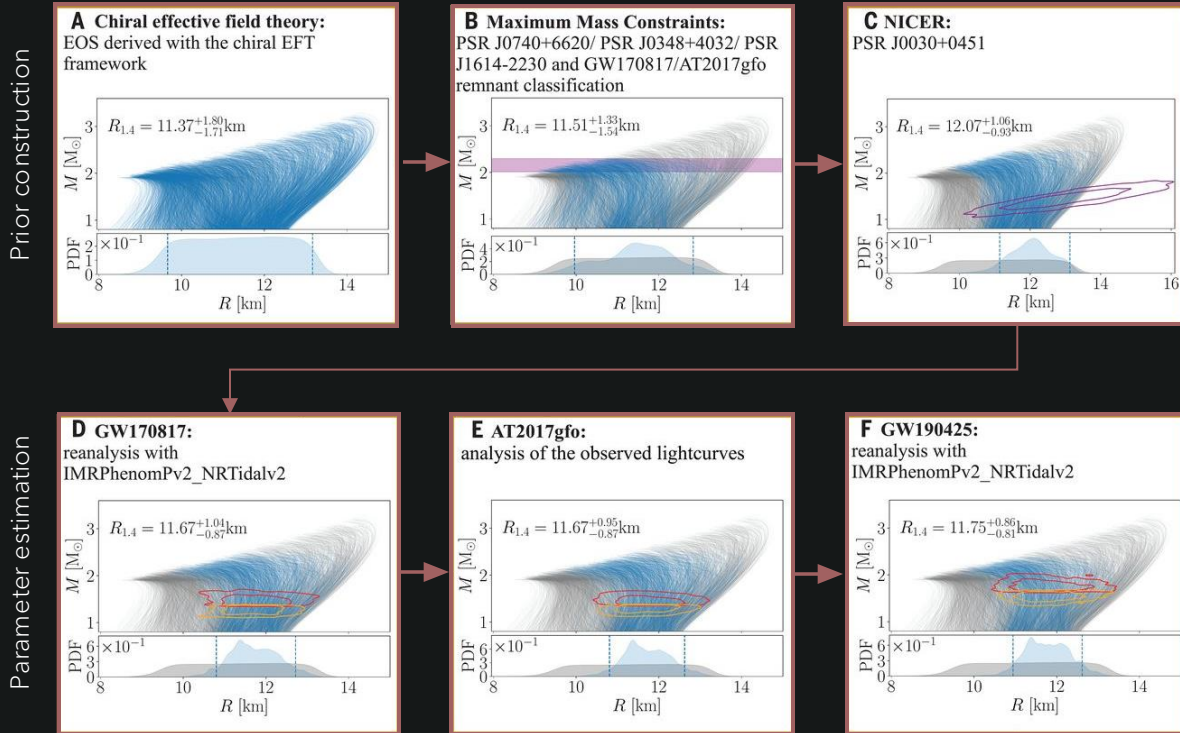 Prior construction
A Chiral effective field theory:
EOS derived with the chiral EFT
framework
R1.4 = 11.37+1.80−1.71km
M [M⊙]
3
2
1
PDF
×10−1
2
0
8 10 12 14
R [km]
B Maximum Mass Constraints:
PSR J0740+6620/ PSR J0348+4032/ PSR
J1614-2230 and GW170817/AT2017gfo
remnant classification
R1.4 = 11.51+1.33−1.54km
M [M⊙]
3
2
1
PDF
×10−1
4
2
0
8 10 12 14
R [km]
C NICER:
PSR J0030+0451
R1.4 = 12.07+1.06−0.93km
M [M⊙]
3
2
1
PDF
×10−1
6
3
0
8 10 12 14 16
R [km]
Parameter estimation
D GW170817:
reanalysis with
IMRPhenomPv2_NRTidalv2
R1.4 = 11.67+1.04−0.87km
M [M⊙]
3
2
1
PDF
×10−1
6
3
0
8 10 12 14
R [km]
E AT2017gfo:
analysis of the observed lightcurves
R1.4 = 11.67+0.95−0.87km
M [M⊙]
3
2
1
PDF
×10−1
6
3
0
8 10 12 14
R [km]
F GW190425:
reanalysis with
IMRPhenomPv2_NRTidalv2
R1.4 = 11.75+0.86−0.81km
M [M⊙]
3
2
1
PDF
×10−1
6
3
0
8 10 12 14
R [km]